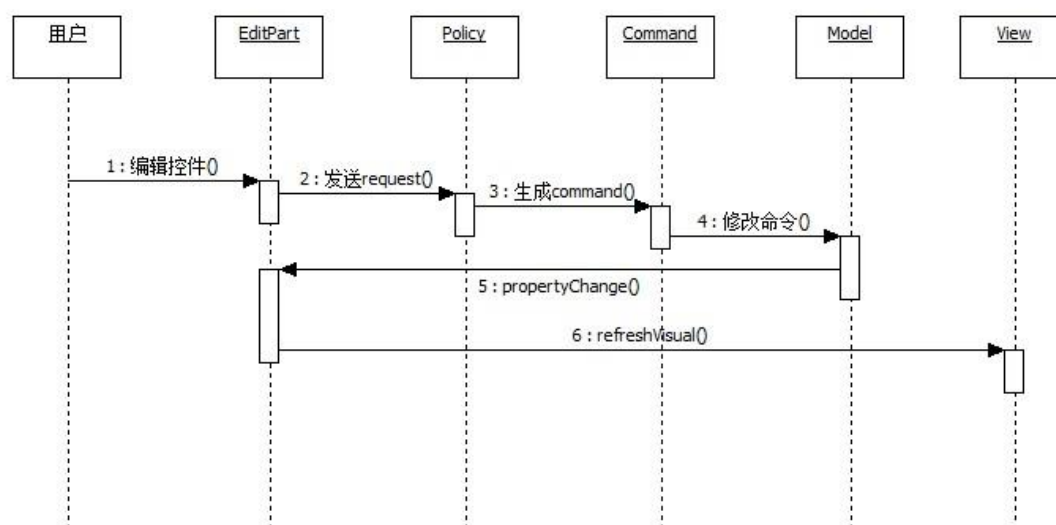 用户
EditPart
Policy
Command
Model
View
1 : 编辑控件()
2 : 发送request()
3 : 生成command()
4 : 修改命令()
5 : propertyChange()
6 : refreshVisual()